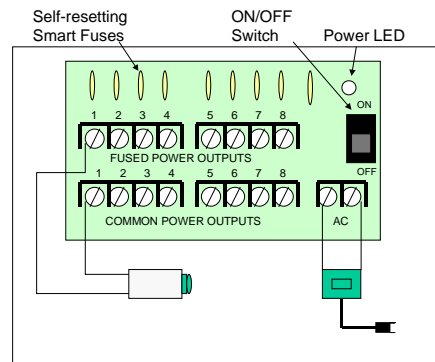 Self-resetting
Smart Fuses
ON/OFF
Switch
Power LED
ON
1 2 3 4 5 6 7 8
FUSED POWER OUTPUTS
OFF
1 2 3 4 5 6 7 8
COMMON POWER OUTPUTS
AC